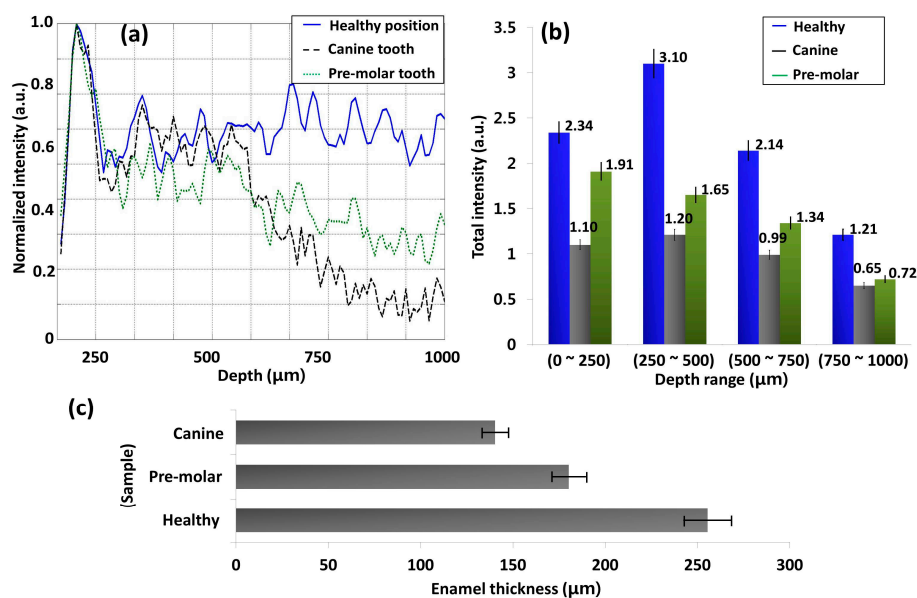 (a)
Healthy position
Canine tooth
Pre-molar tooth
Normalized intensity (a.u.)
1.0
0.8
0.6
0.4
0.2
0
250
500
750
1000
Depth (μm)
(b)
Healthy
Canine
Pre-molar
Total intensity (a.u.)
3.5
3
2.5
2
1.5
1
0.5
0
2.34
1.10
1.91
3.10
1.20
1.65
2.14
0.99
1.34
1.21
0.65
0.72
(0 ~ 250)
(250 ~ 500)
(500 ~ 750)
(750 ~ 1000)
Depth range (μm)
(c)
(Sample)
Canine
Pre-molar
Healthy
0
50
100
150
200
250
300
Enamel thickness (μm)